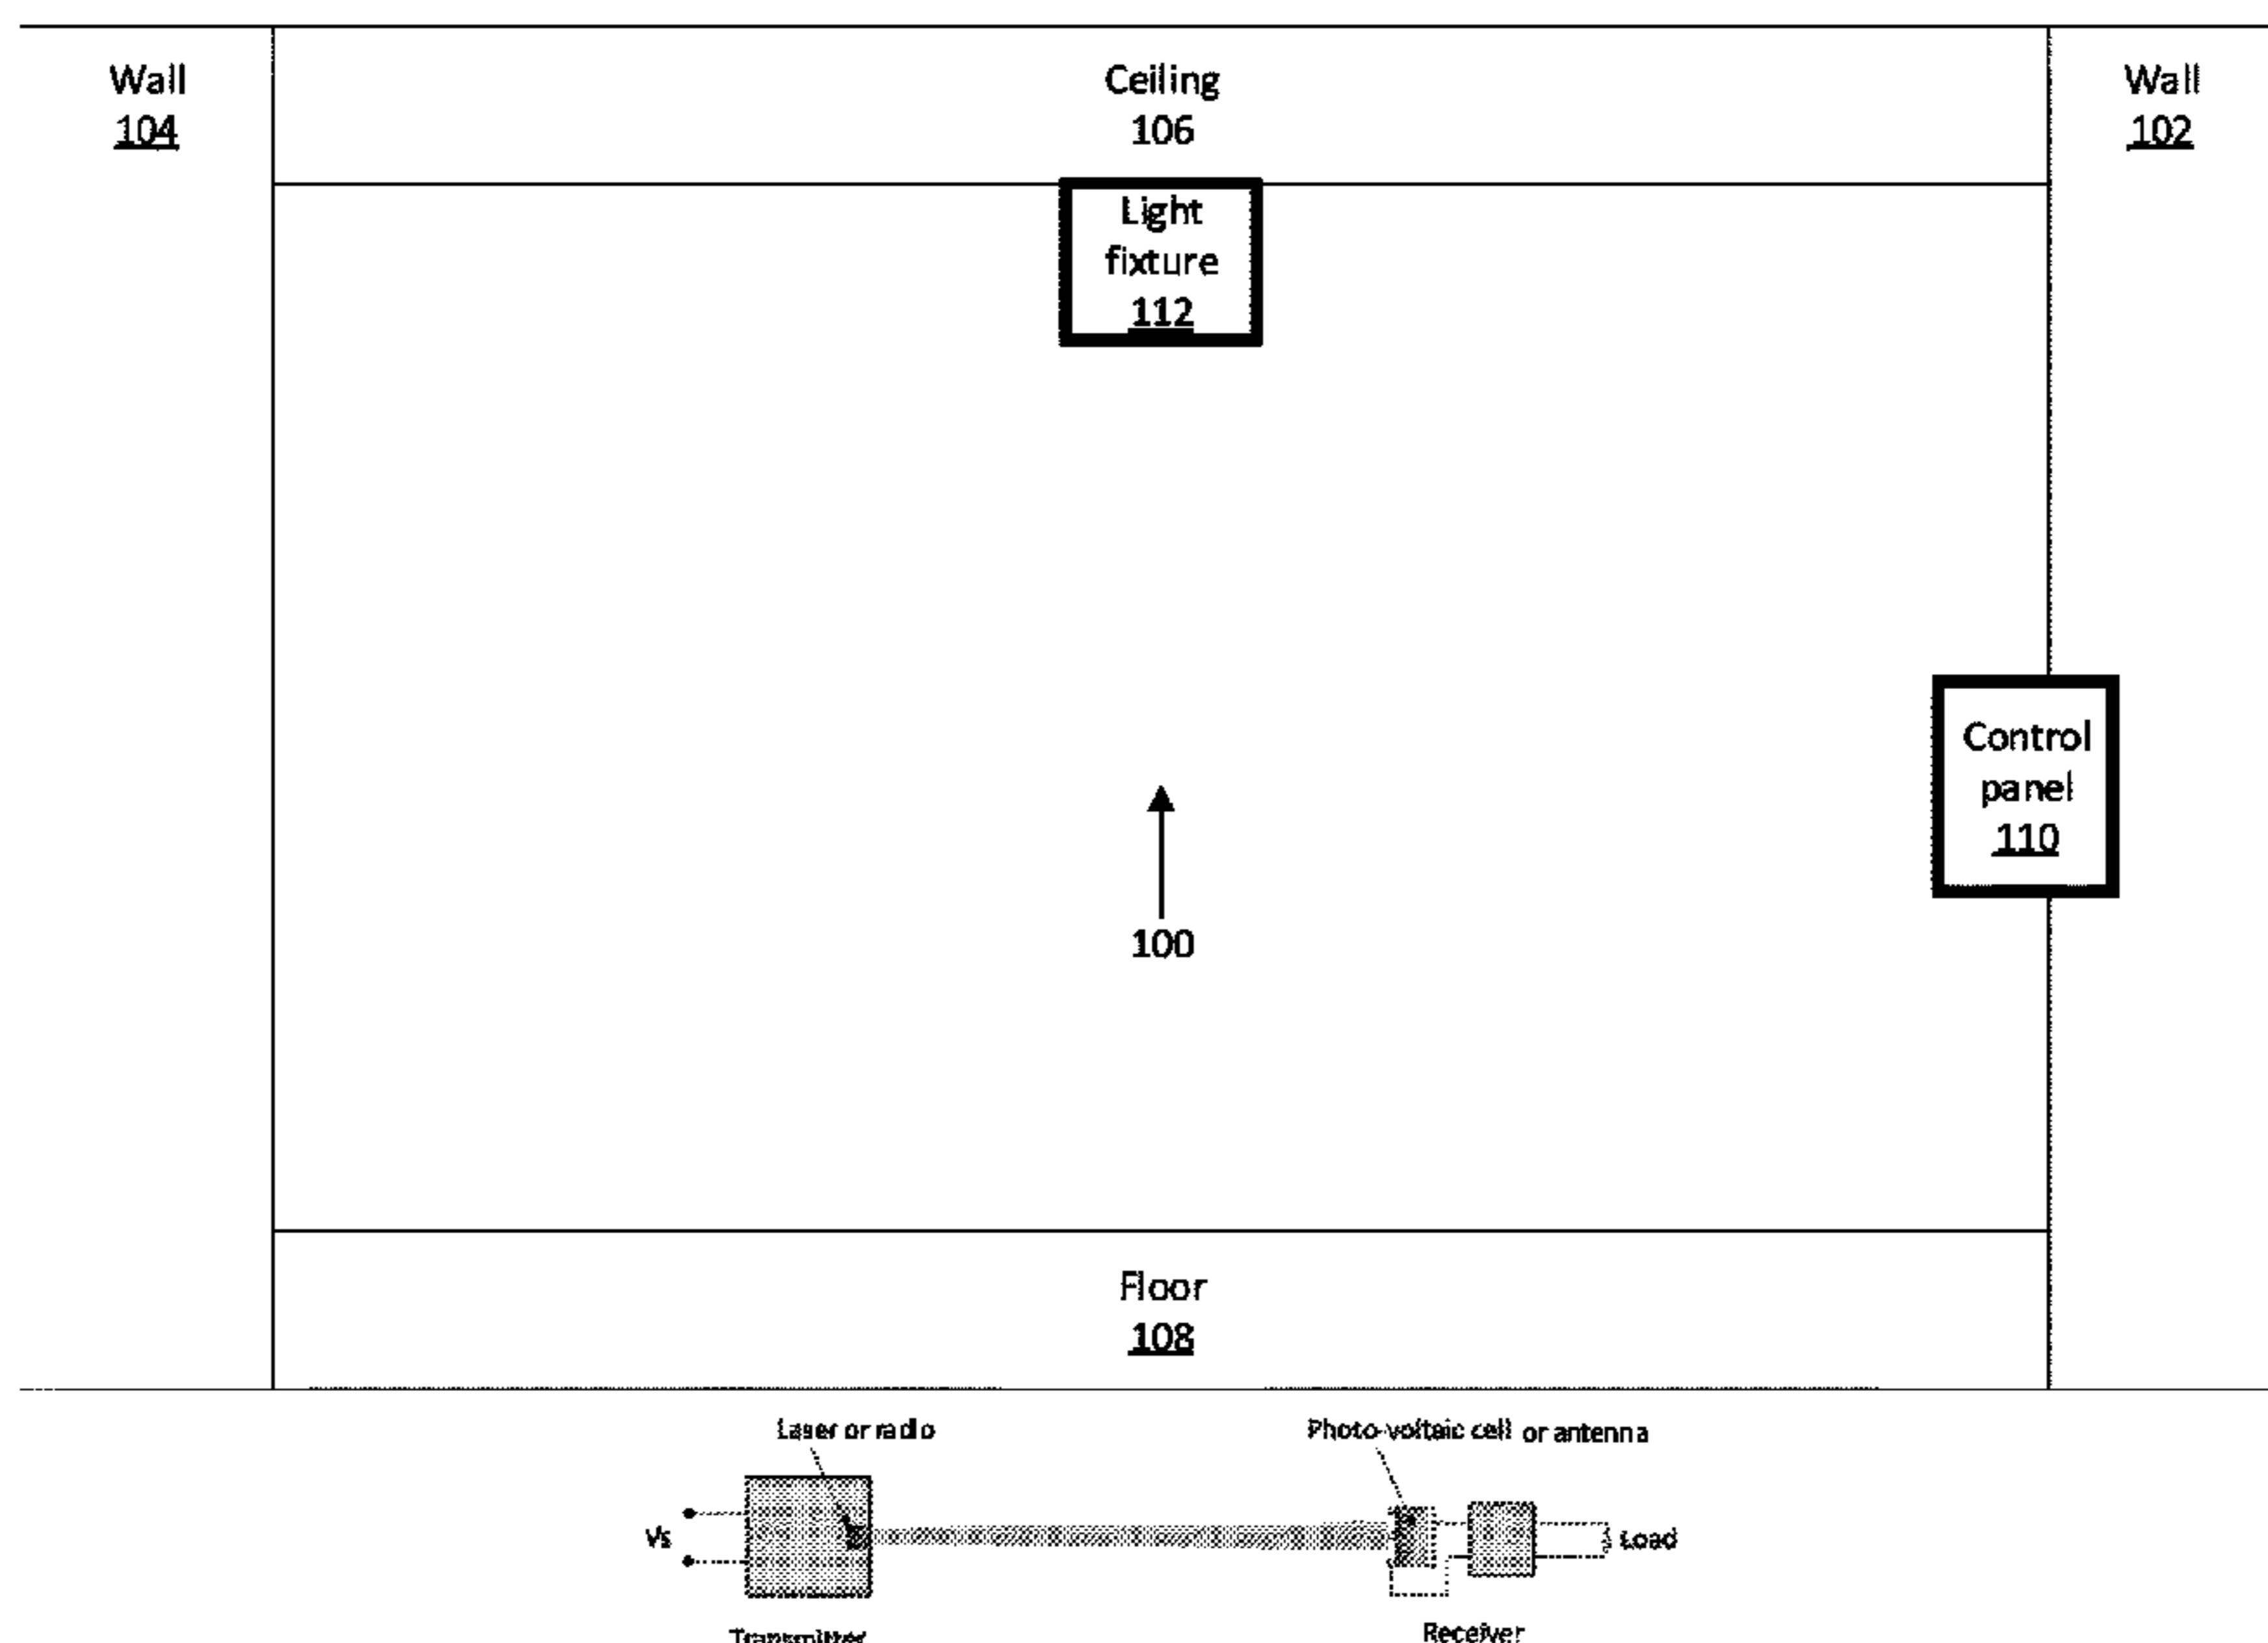 Wall
104
Ceiling
106
Wall
102
Light
fixture
112
Control
panel
110
100
Floor
108
Laser or radio
Photo-voltaic cell or antenna
Vs
Load
Transmitter
Receiver